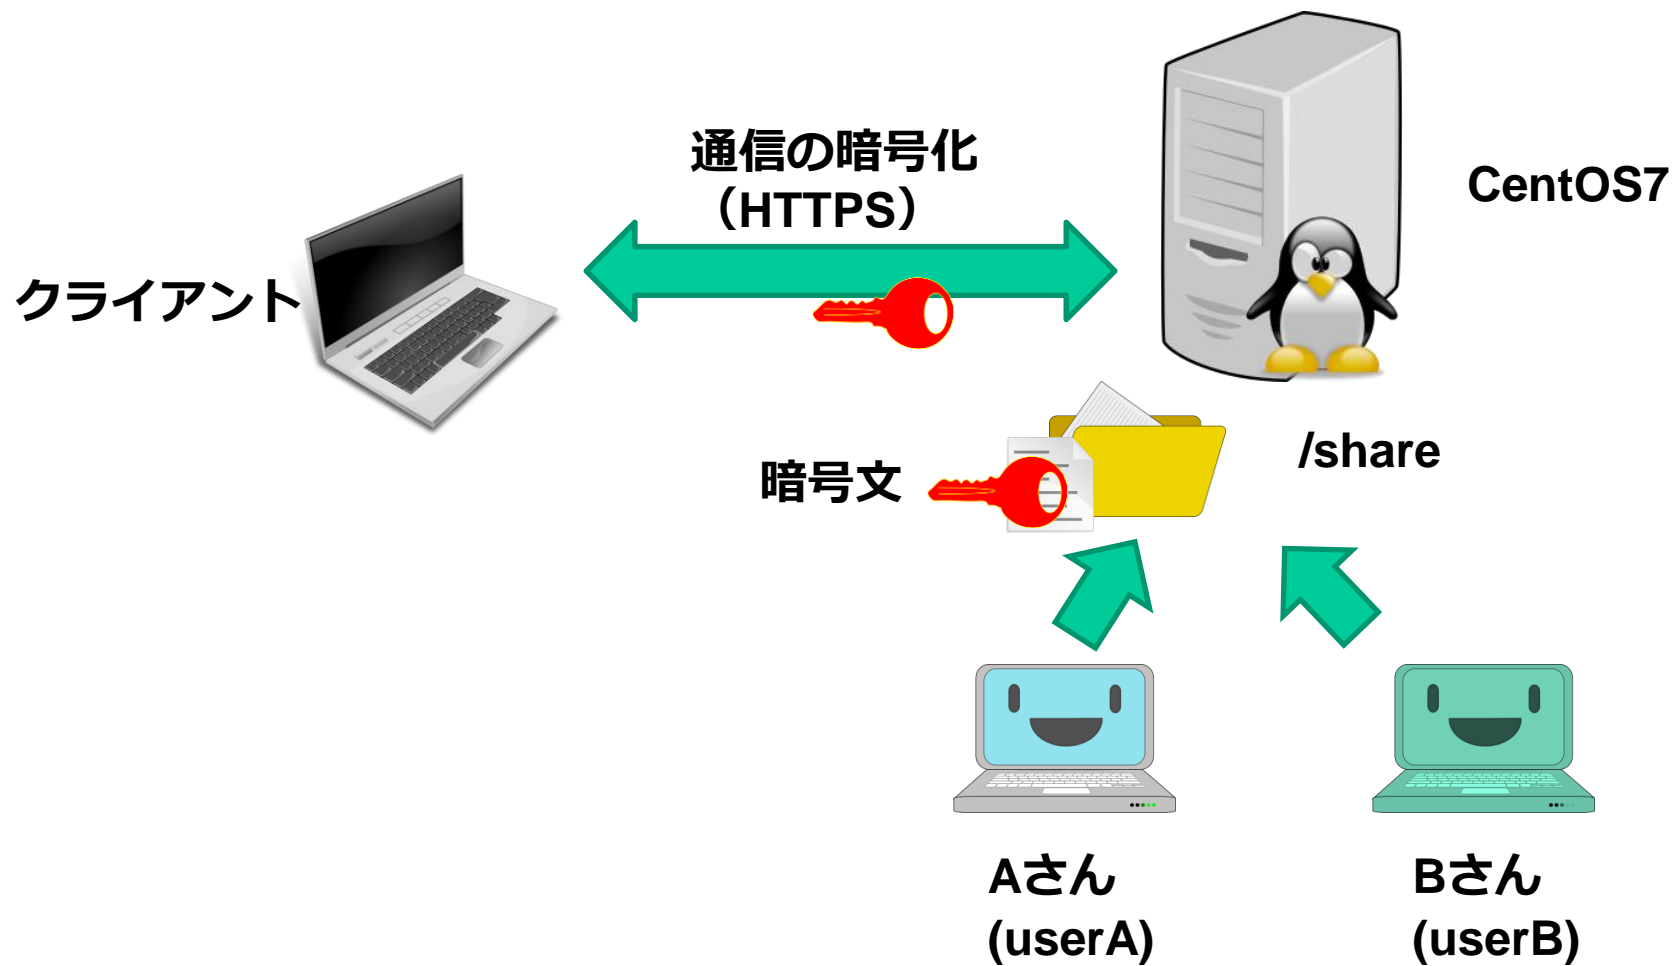 通信の暗号化
（HTTPS）
CentOS7
クライアント
/share
暗号文
Aさん
(userA)
Bさん
(userB)